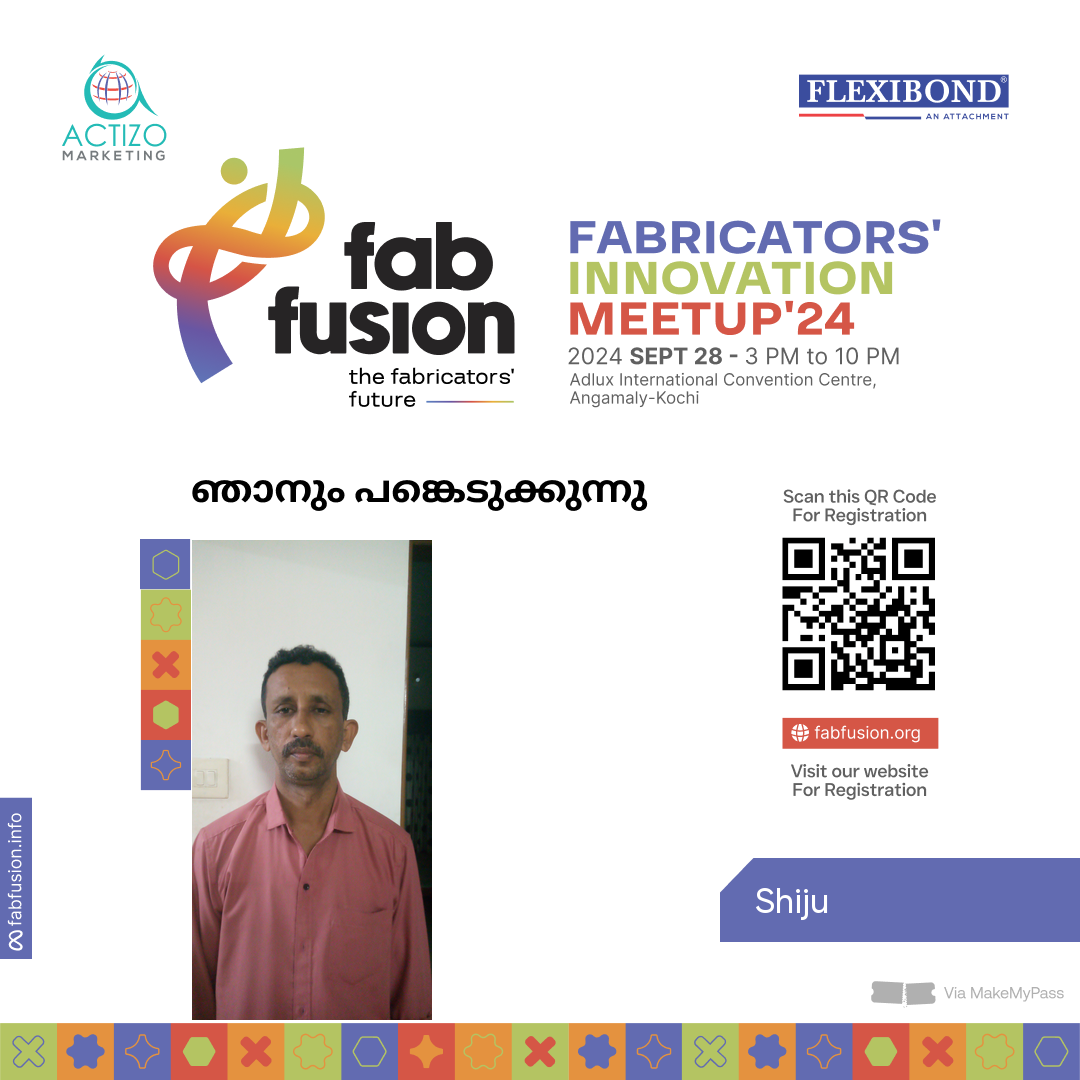 ACTIZO
MARKETING
FLEXIBOND®
AN ATTACHMENT
fab
fusion
the fabricators'
future
FABRICATORS'
INNOVATION
MEETUP'24
2024 SEPT 28 - 3 PM to 10 PM
Adlux International Convention Centre,
Angamaly-Kochi
ഞാനും പങ്കെടുക്കുന്നു
Scan this QR Code
For Registration
fabfusion.org
Visit our website
For Registration
fabfusion.info
Shiju
Via MakeMyPass